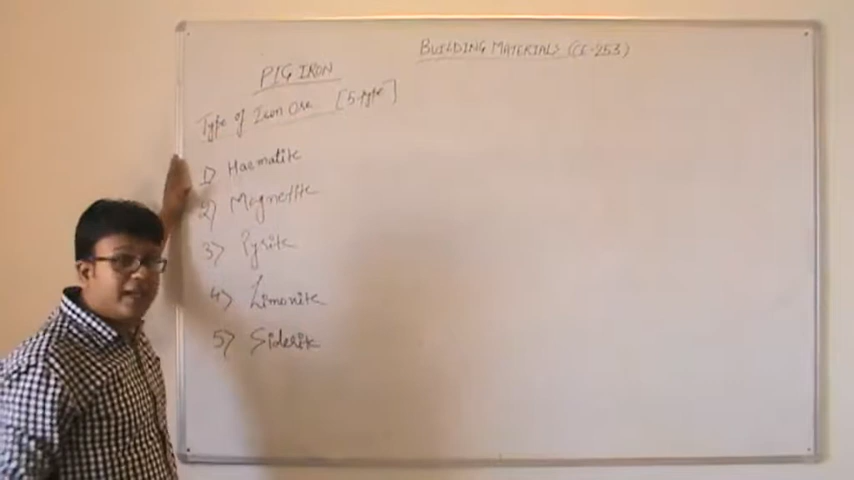 BUILDING MATERIALS (CE-253)
PIG IRON
Type of Iron Ore [5-type]
1) Haematite
2) Magnetite
3) Pyrite
4) Limonite
5) Siderite